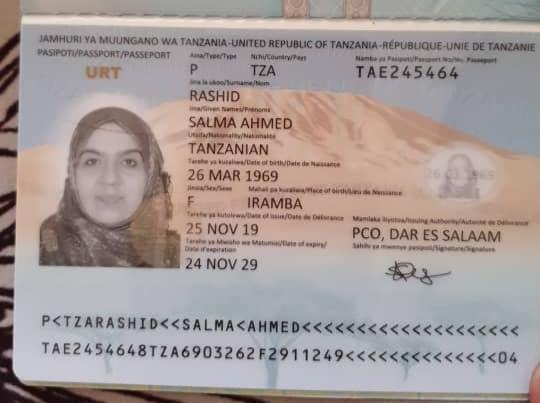 JAMHURI YA MUUNGANO WA TANZANIA-UNITED REPUBLIC OF TANZANIA-RÉPUBLIQUE-UNIE DE TANZANIE
PASIPOTI/PASSPORT/PASSEPORT
URT
Aina/Type/Type Nchi/Country/Pays Namba ya Pasipoti/Passport No/No. Passeport
P TZA TAE245464
Jina la ukoo/Surname/Nom
RASHID
Jina/Given Names/Prénoms
SALMA AHMED
Utaifa/Nationality/Nationalité
TANZANIAN
Tarehe ya kuzaliwa/Date of birth/Date de Naissance
26 MAR 1969
Jinsia/Sex/Sexe Mahali pa kuzaliwa/Place of birth/Lieu de Naissance
F IRAMBA
Tarehe ya kutolewa/Date of Issue/Date de Délivrance Mamlaka Iliyotoa/Issuing Authority/Autorité de Délivrance
25 NOV 19 PCO, DAR ES SALAAM
Tarehe ya Mwisho wa Matumizi/Date of expiry/ Sahihi ya mwenye pasipoti/Signature/Signature
Date d'expiration
24 NOV 29
P<TZARASHID<<SALMA<AHMED<<<<<<<<<<<<<<<<<<<<
TAE2454648TZA6903262F2911249<<<<<<<<<<<<<<04